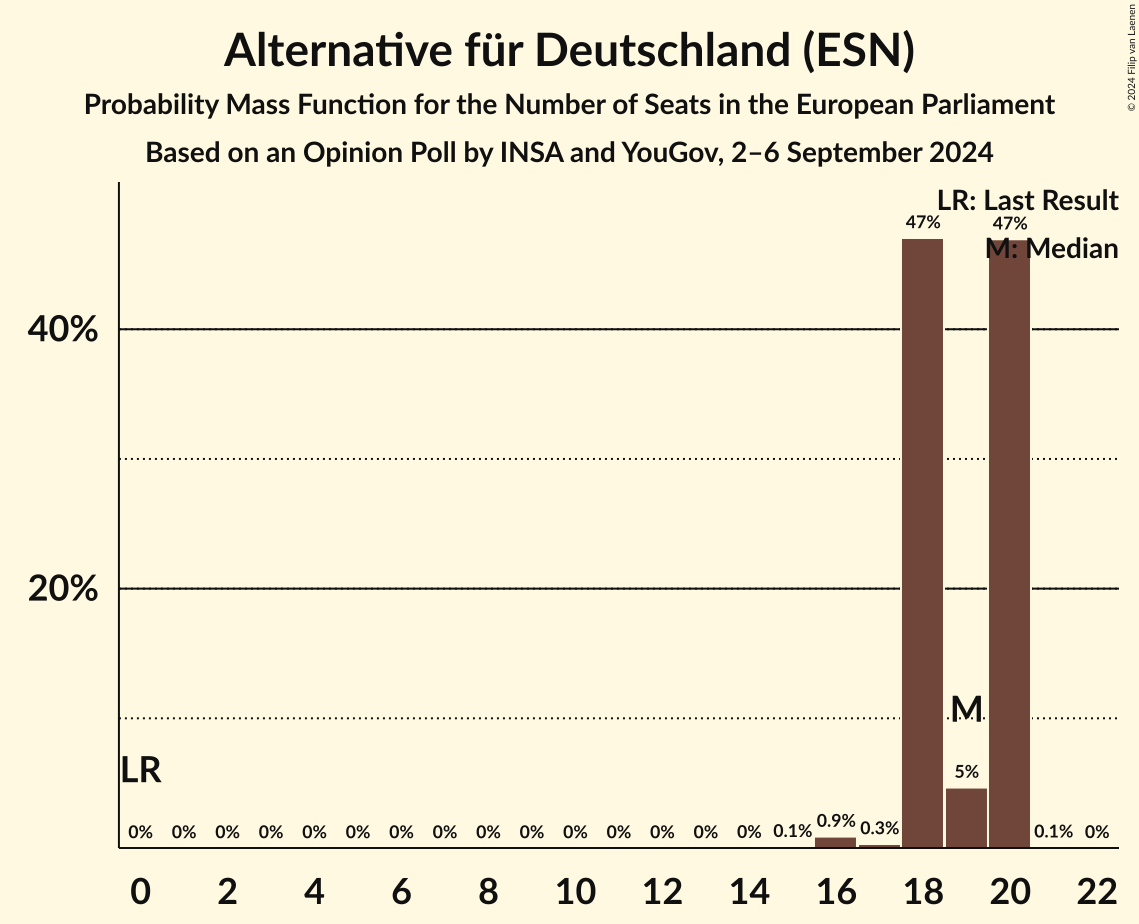 Alternative für Deutschland (ESN)
Probability Mass Function for the Number of Seats in the European Parliament
Based on an Opinion Poll by INSA and YouGov, 2–6 September 2024
© 2024 Filip van Laenen
LR: Last Result
M: Median
47%
47%
40%
20%
M
LR
5%
0% 0% 0% 0% 0% 0% 0% 0% 0% 0% 0% 0% 0% 0% 0% 0.1% 0.9% 0.3% 0.1% 0%
0 2 4 6 8 10 12 14 16 18 20 22